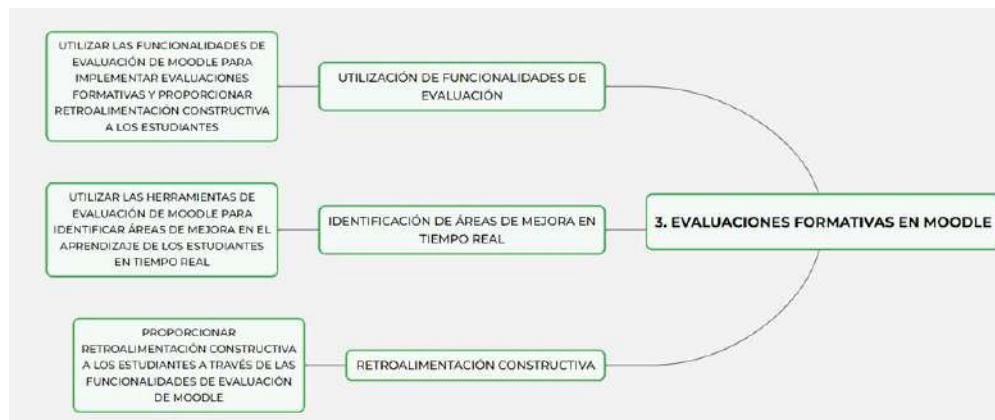 UTILIZAR LAS FUNCIONALIDADES DE
EVALUACIÓN DE MOODLE PARA
IMPLEMENTAR EVALUACIONES
FORMATIVAS Y PROPORCIONAR
RETROALIMENTACIÓN CONSTRUCTIVA
A LOS ESTUDIANTES
UTILIZACIÓN DE FUNCIONALIDADES DE
EVALUACIÓN
UTILIZAR LAS HERRAMIENTAS DE
EVALUACIÓN DE MOODLE PARA
IDENTIFICAR ÁREAS DE MEJORA EN EL
APRENDIZAJE DE LOS ESTUDIANTES
EN TIEMPO REAL
IDENTIFICACIÓN DE ÁREAS DE MEJORA EN
TIEMPO REAL
3. EVALUACIONES FORMATIVAS EN MOODLE
PROPORCIONAR
RETROALIMENTACIÓN CONSTRUCTIVA
A LOS ESTUDIANTES A TRAVÉS DE LAS
FUNCIONALIDADES DE EVALUACIÓN
DE MOODLE
RETROALIMENTACIÓN CONSTRUCTIVA